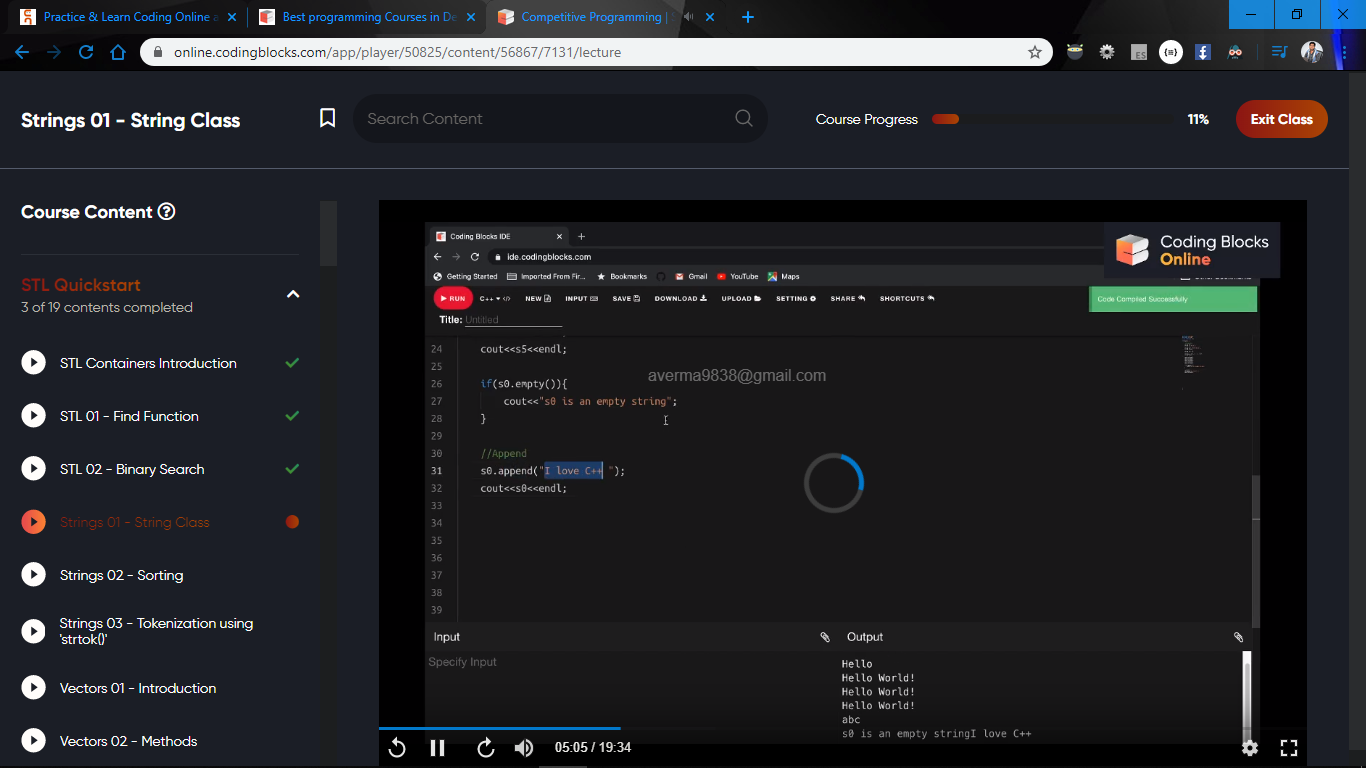 Practice & Learn Coding Online a
Best programming Courses in De
Competitive Programming | S
online.codingblocks.com/app/player/50825/content/56867/7131/lecture
ES
Strings 01 - String Class
Search Content
Course Progress
11%
Exit Class
Course Content
STL Quickstart
3 of 19 contents completed
STL Containers Introduction
STL 01 - Find Function
STL 02 - Binary Search
Strings 01 - String Class
Strings 02 - Sorting
Strings 03 - Tokenization using
'strtok()'
Vectors 01 - Introduction
Vectors 02 - Methods
Coding Blocks IDE
ide.codingblocks.com
Coding Blocks
Online
Getting Started
Imported From Fir...
Bookmarks
Gmail
YouTube
Maps
RUN
C++
NEW
INPUT
SAVE
DOWNLOAD
UPLOAD
SETTING
SHARE
SHORTCUTS
Code Compiled Successfully
Title: Untitled
24 cout<<s5<<endl;
25
averma9838@gmail.com
26 if(s0.empty()){
27 cout<<"s0 is an empty string";
28 }
29
30 //Append
31 s0.append("I love C++ ");
32 cout<<s0<<endl;
33
34
35
36
37
38
39
Input
Output
Specify Input
Hello
Hello World!
Hello World!
Hello World!
abc
s0 is an empty stringI love C++
05:05 / 19:34